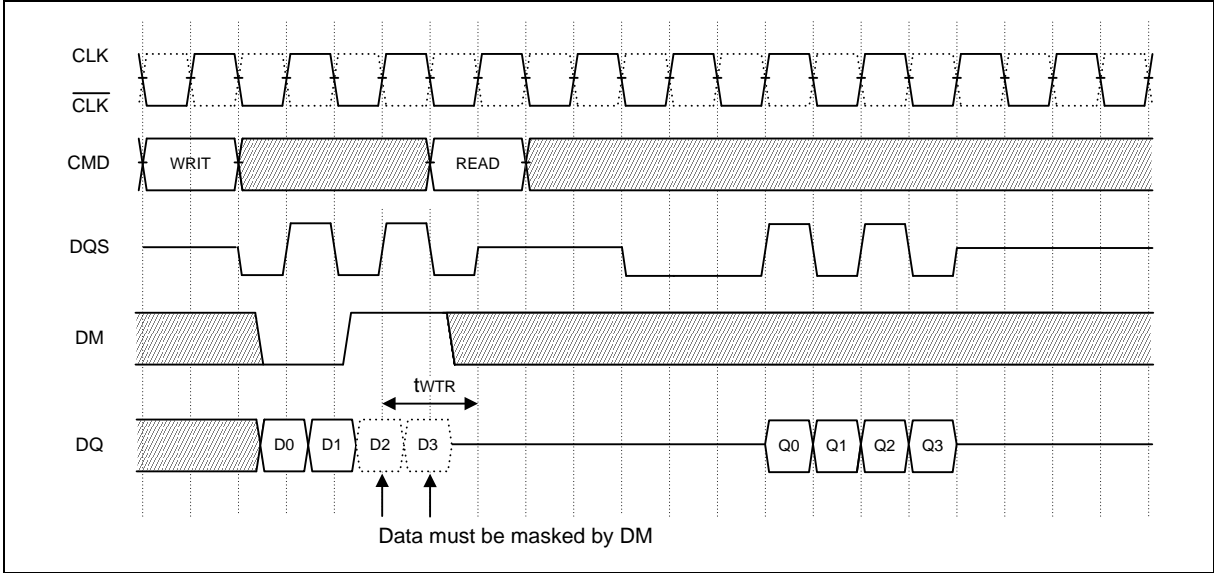 CLK
CLK
CMD WRIT READ
DQS
DM
tWTR
DQ D0 D1 D2 D3 Q0 Q1 Q2 Q3
Data must be masked by DM